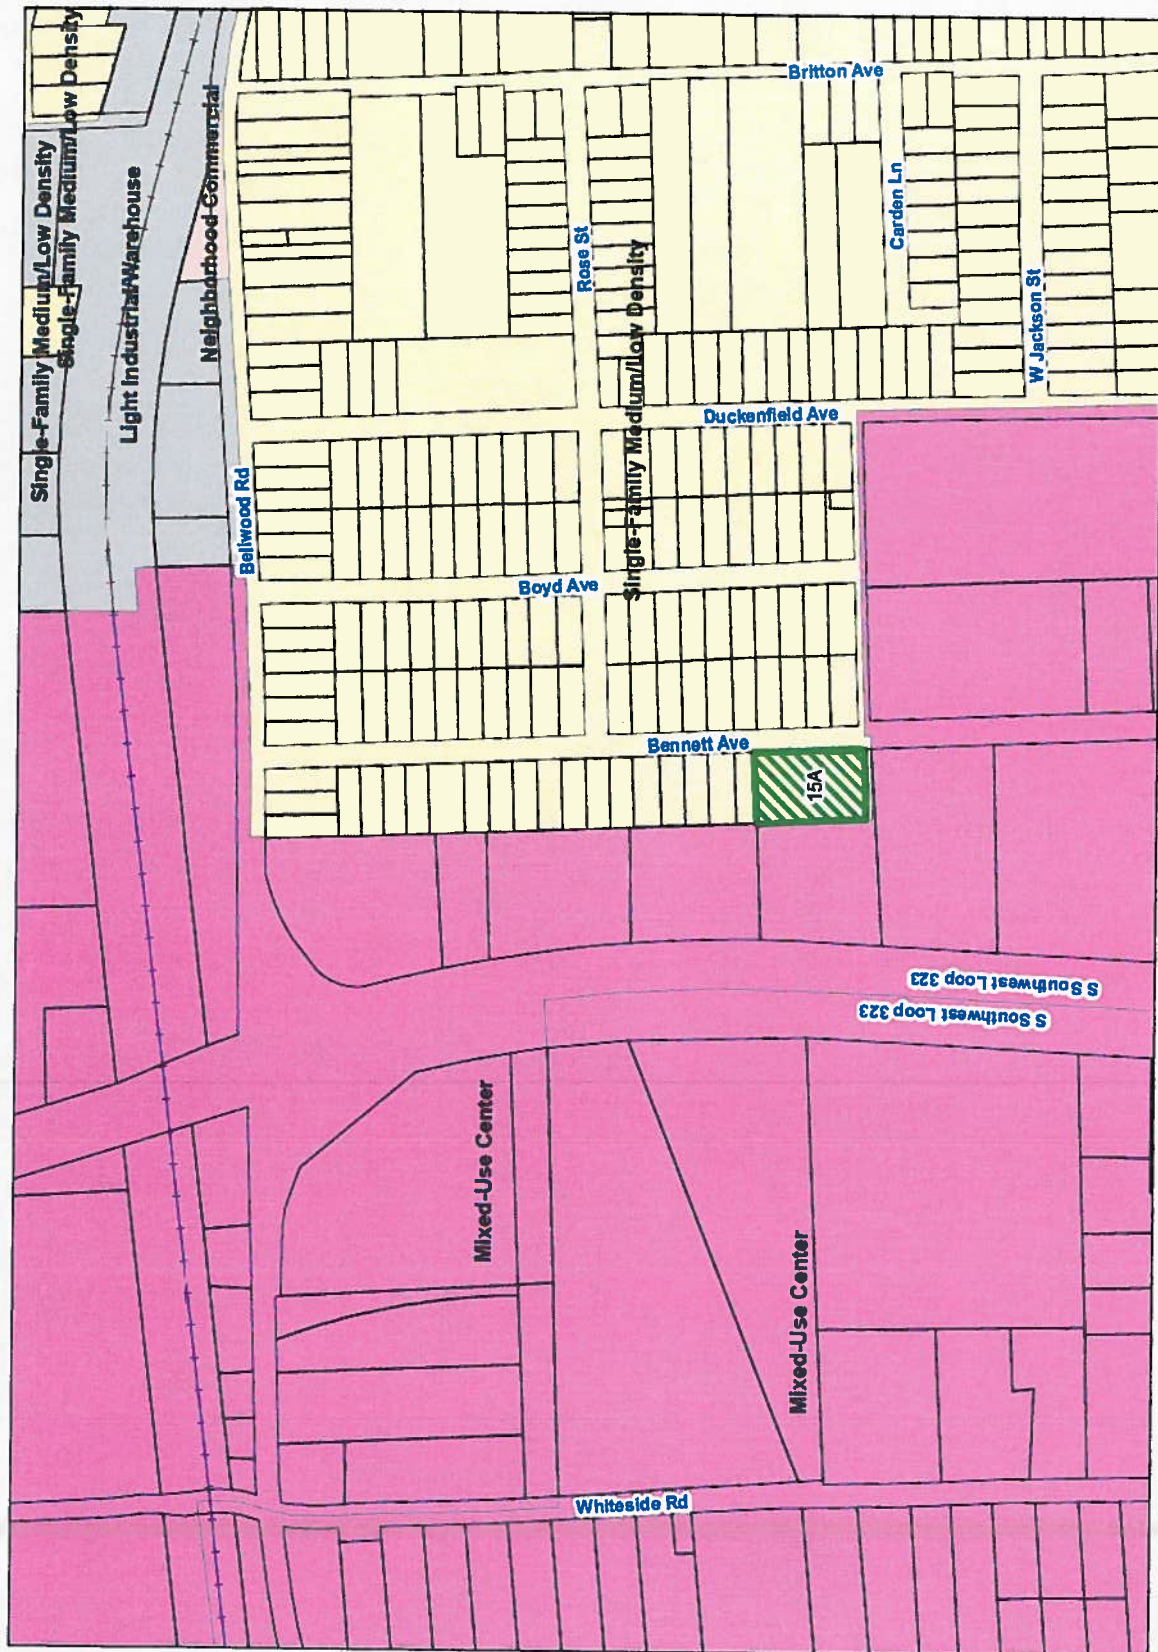 Single-Family Medium/Low Density
Single-Family Medium/Low Density
Light Industrial/Warehouse
Neighborhood Commercial
Britton Ave
Carden Ln
Rose St
W Jackson St
Single-Family Medium/Low Density
Duckenfield Ave
Bellwood Rd
Boyd Ave
Bennett Ave
15A
S Southwest Loop 323
S Southwest Loop 323
Mixed-Use Center
Mixed-Use Center
Whiteside Rd